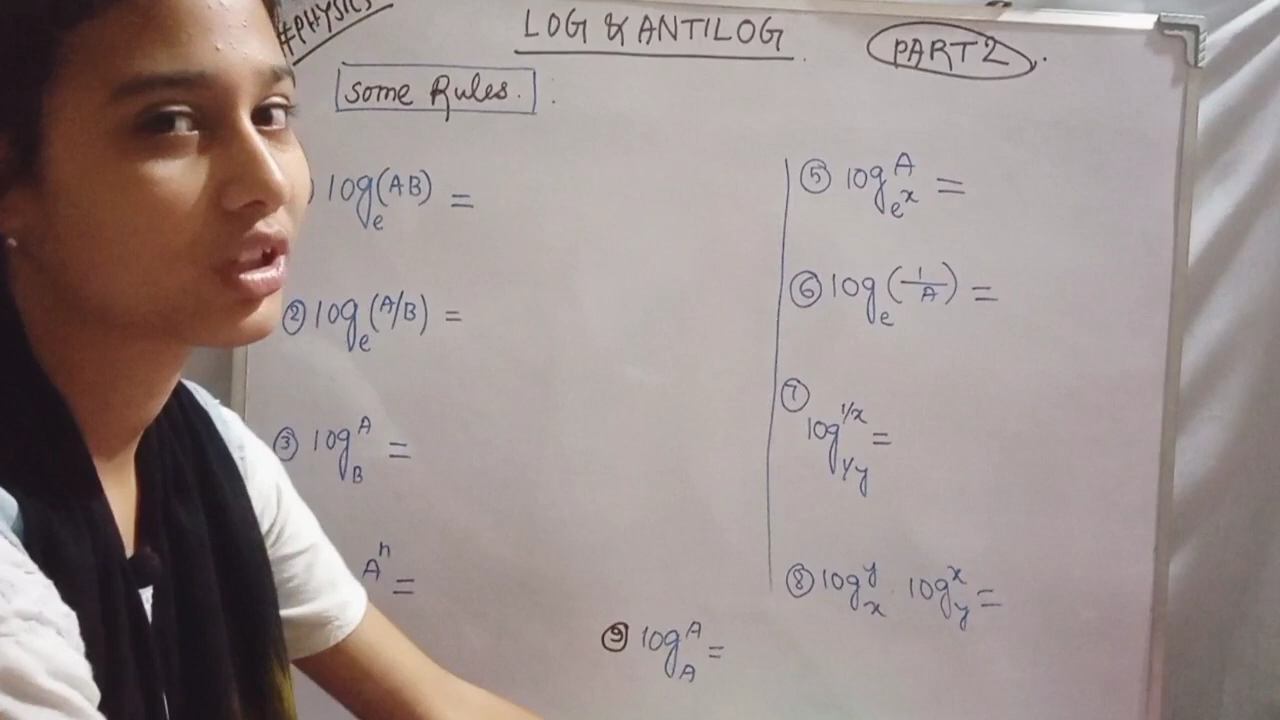 #PHYSICS
LOG & ANTILOG
PART 2
Some Rules.
log_e(AB) =
② log_e(A/B) =
③ log_B^A =
A^n =
⑤ log_{e^x}^A =
⑥ log_e(1/A) =
⑦ log_{1/y}^{1/x} =
⑧ log_x^y . log_y^x =
⑨ log_A^A =